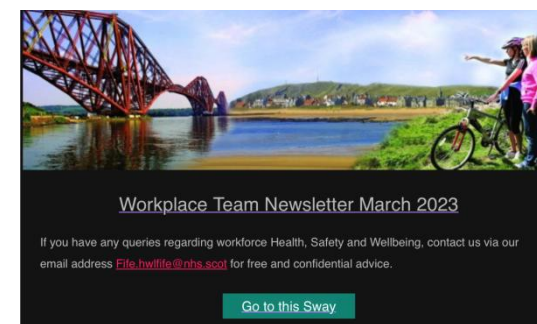 Workplace Team Newsletter March 2023
If you have any queries regarding workforce Health, Safety and Wellbeing, contact us via our
email address Fife.hwlfife@nhs.scot for free and confidential advice.
Go to this Sway